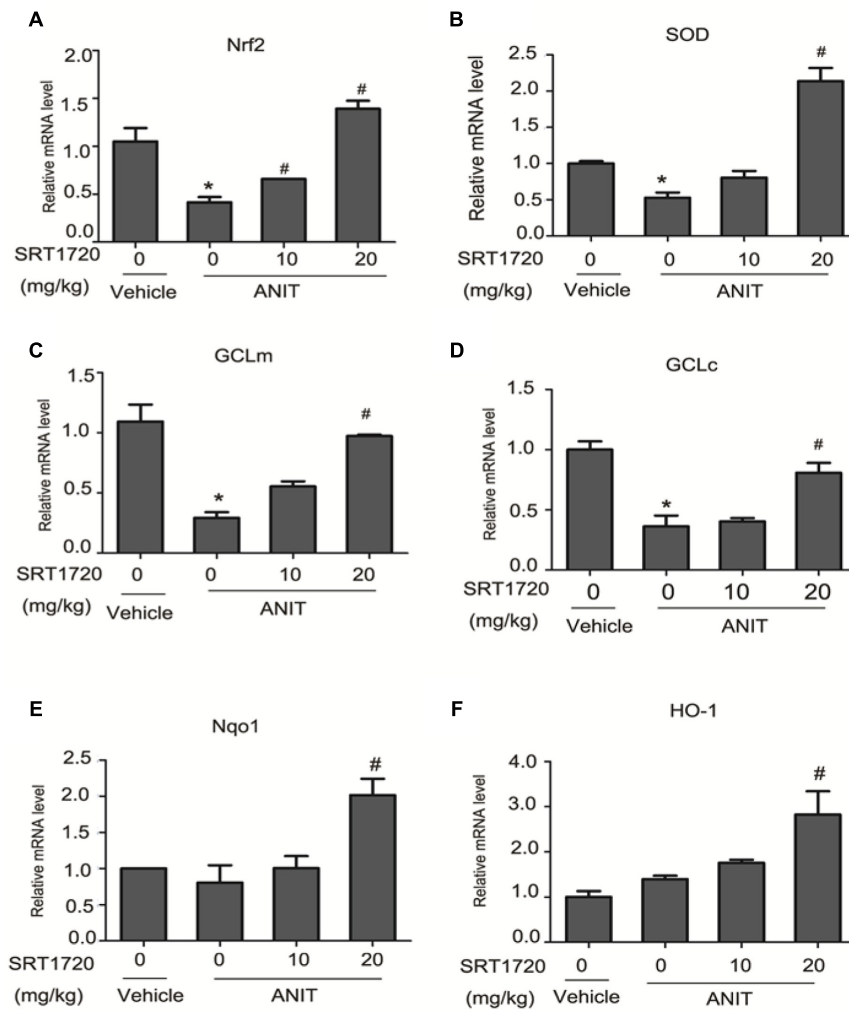 A
Nrf2
Relative mRNA level
2.0
1.5
1.0
0.5
0.0
*
#
#
SRT1720
(mg/kg)
0 0 10 20
Vehicle ANIT
B
SOD
Relative mRNA level
2.5
2.0
1.5
1.0
0.5
0.0
*
#
SRT1720
(mg/kg)
0 0 10 20
Vehicle ANIT
C
GCLm
Relative mRNA level
1.5
1.0
0.5
0.0
*
#
SRT1720
(mg/kg)
0 0 10 20
Vehicle ANIT
D
GCLc
Relative mRNA level
1.5
1.0
0.5
0.0
*
#
SRT1720
(mg/kg)
0 0 10 20
Vehicle ANIT
E
Nqo1
Relative mRNA level
2.5
2.0
1.5
1.0
0.5
0.0
#
SRT1720
(mg/kg)
0 0 10 20
Vehicle ANIT
F
HO-1
Relative mRNA level
4.0
3.0
2.0
1.0
0.0
#
SRT1720
(mg/kg)
0 0 10 20
Vehicle ANIT